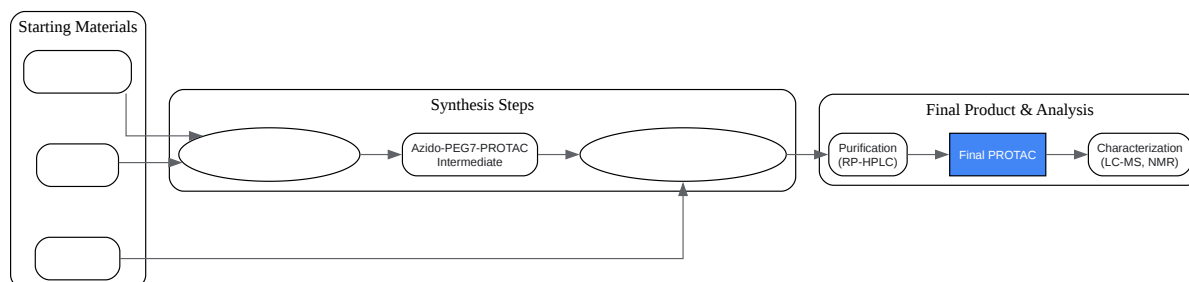 Starting Materials
Synthesis Steps
Azido-PEG7-PROTAC
Intermediate
Final Product & Analysis
Purification
(RP-HPLC)
Final PROTAC
Characterization
(LC-MS, NMR)